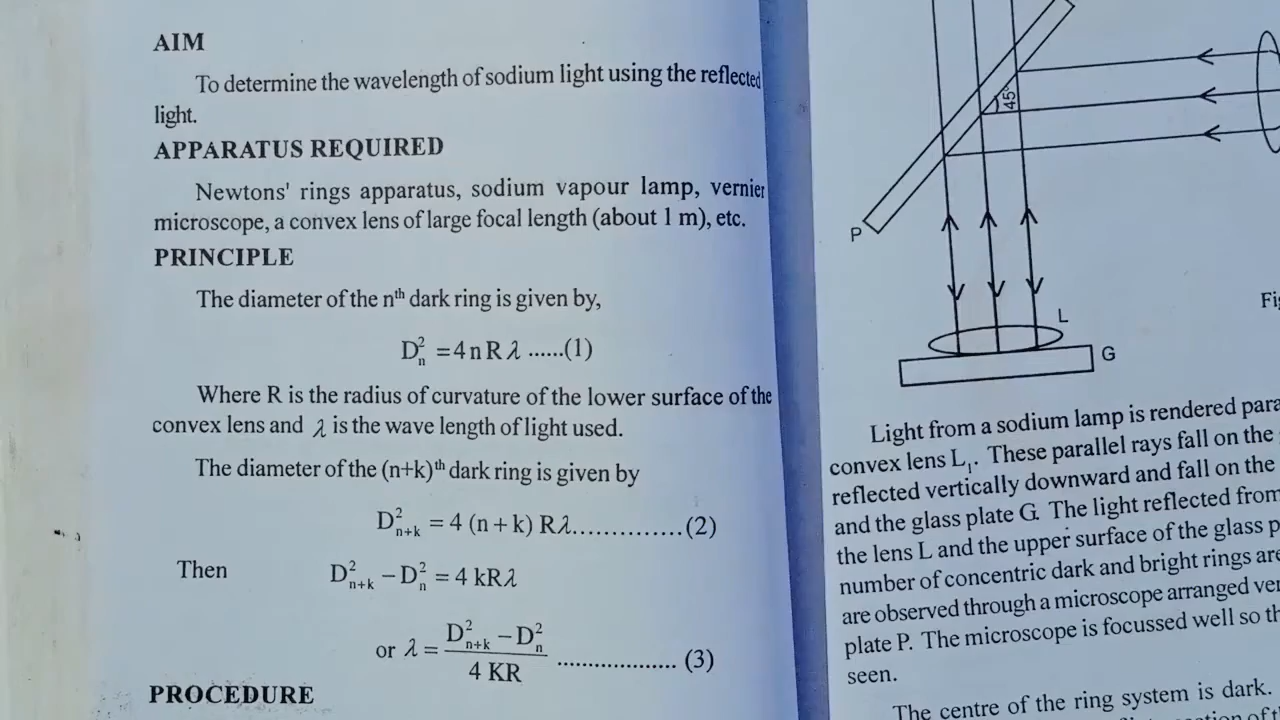 AIM
To determine the wavelength of sodium light using the reflected
light.
APPARATUS REQUIRED
Newtons' rings apparatus, sodium vapour lamp, vernier
microscope, a convex lens of large focal length (about 1 m), etc.
PRINCIPLE
The diameter of the nᵗʰ dark ring is given by,
D²ₙ = 4 n R λ ......(1)
Where R is the radius of curvature of the lower surface of the
convex lens and λ is the wave length of light used.
The diameter of the (n+k)ᵗʰ dark ring is given by
D²ₙ₊ₖ = 4 (n + k) Rλ..............(2)
Then D²ₙ₊ₖ − D²ₙ = 4 kRλ
or λ = (D²ₙ₊ₖ − D²ₙ) / 4 KR ................... (3)
PROCEDURE
45°
P
L
G
Light from a sodium lamp is rendered
convex lens L₁. These parallel rays fall on the
reflected vertically downward and fall on the
and the glass plate G. The light reflected from
the lens L and the upper surface of the glass
number of concentric dark and bright rings are
are observed through a microscope arranged
plate P. The microscope is focussed well so
seen.
The centre of the ring system is dark.